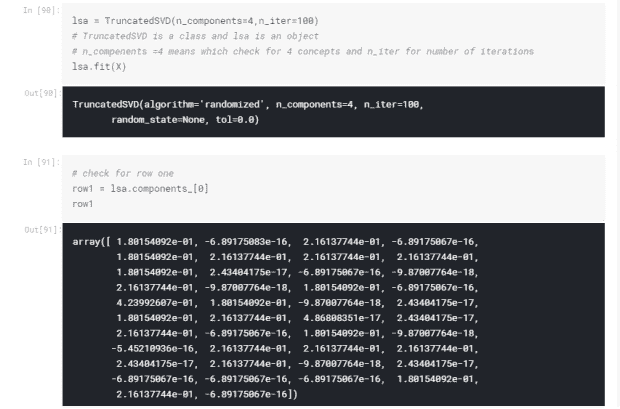 In [90]:
lsa = TruncatedSVD(n_components=4,n_iter=100)
# TruncatedSVD is a class and lsa is an object
# n_compenents =4 means which check for 4 concepts and n_iter for number of iterations
lsa.fit(X)
Out[90]:
TruncatedSVD(algorithm='randomized', n_components=4, n_iter=100,
random_state=None, tol=0.0)
In [91]:
# check for row one
row1 = lsa.components_[0]
row1
Out[91]:
array([ 1.80154092e-01, -6.89175083e-16, 2.16137744e-01, -6.89175067e-16,
1.80154092e-01, 2.16137744e-01, 2.16137744e-01, 2.16137744e-01,
1.80154092e-01, 2.43404175e-17, -6.89175067e-16, -9.87007764e-18,
2.16137744e-01, -9.87007764e-18, 1.80154092e-01, -6.89175067e-16,
4.23992607e-01, 1.80154092e-01, -9.87007764e-18, 2.43404175e-17,
1.80154092e-01, 2.16137744e-01, 4.86808351e-17, 2.43404175e-17,
2.16137744e-01, -6.89175067e-16, 1.80154092e-01, -9.87007764e-18,
-5.45210936e-16, 2.16137744e-01, 2.16137744e-01, 2.16137744e-01,
2.43404175e-17, 2.16137744e-01, -9.87007764e-18, 2.43404175e-17,
-6.89175067e-16, -6.89175067e-16, -6.89175067e-16, 1.80154092e-01,
2.16137744e-01, -6.89175067e-16])